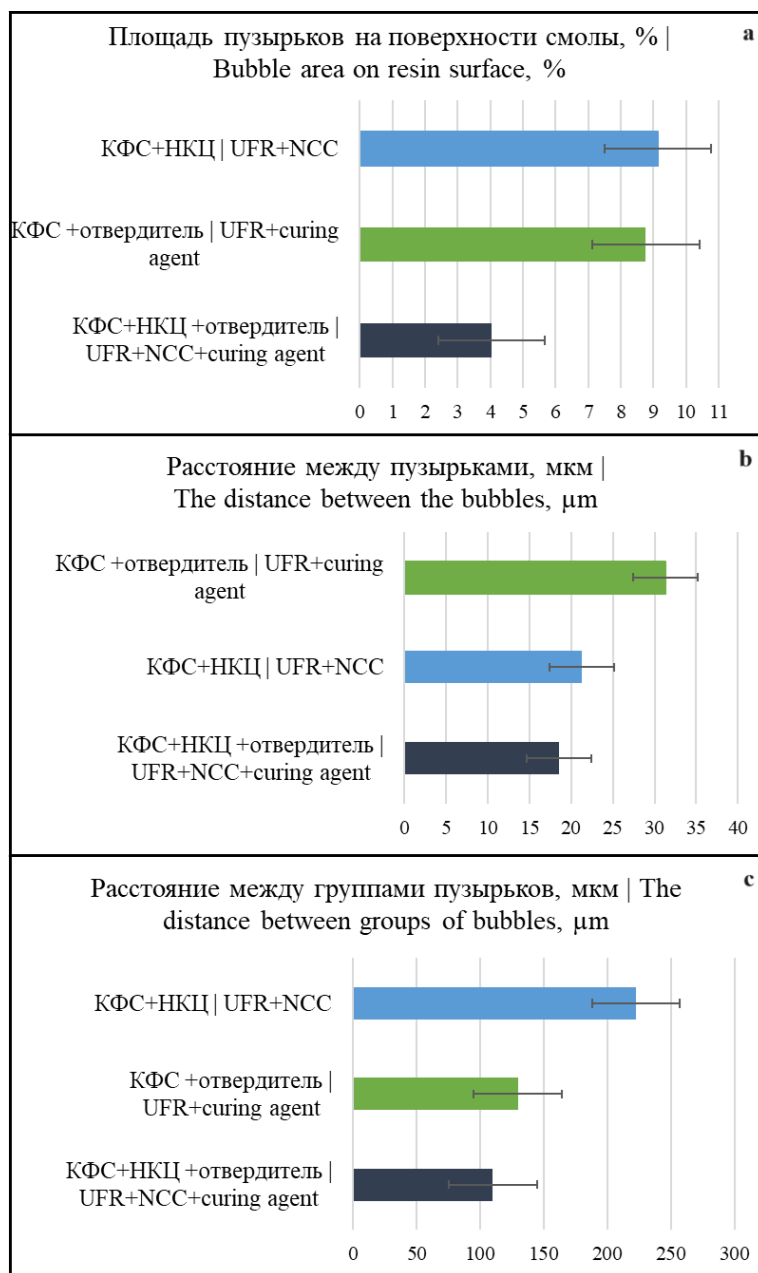 Площадь пузырьков на поверхности смолы, % |
Bubble area on resin surface, %
a
КФС+НКЦ | UFR+NCC
КФС +отвердитель | UFR+curing
agent
КФС+НКЦ +отвердитель |
UFR+NCC+curing agent
0 1 2 3 4 5 6 7 8 9 10 11
Расстояние между пузырьками, мкм |
The distance between the bubbles, µm
b
КФС +отвердитель | UFR+curing
agent
КФС+НКЦ | UFR+NCC
КФС+НКЦ +отвердитель |
UFR+NCC+curing agent
0 5 10 15 20 25 30 35 40
Расстояние между группами пузырьков, мкм | The
distance between groups of bubbles, µm
c
КФС+НКЦ | UFR+NCC
КФС +отвердитель |
UFR+curing agent
КФС+НКЦ +отвердитель |
UFR+NCC+curing agent
0 50 100 150 200 250 300